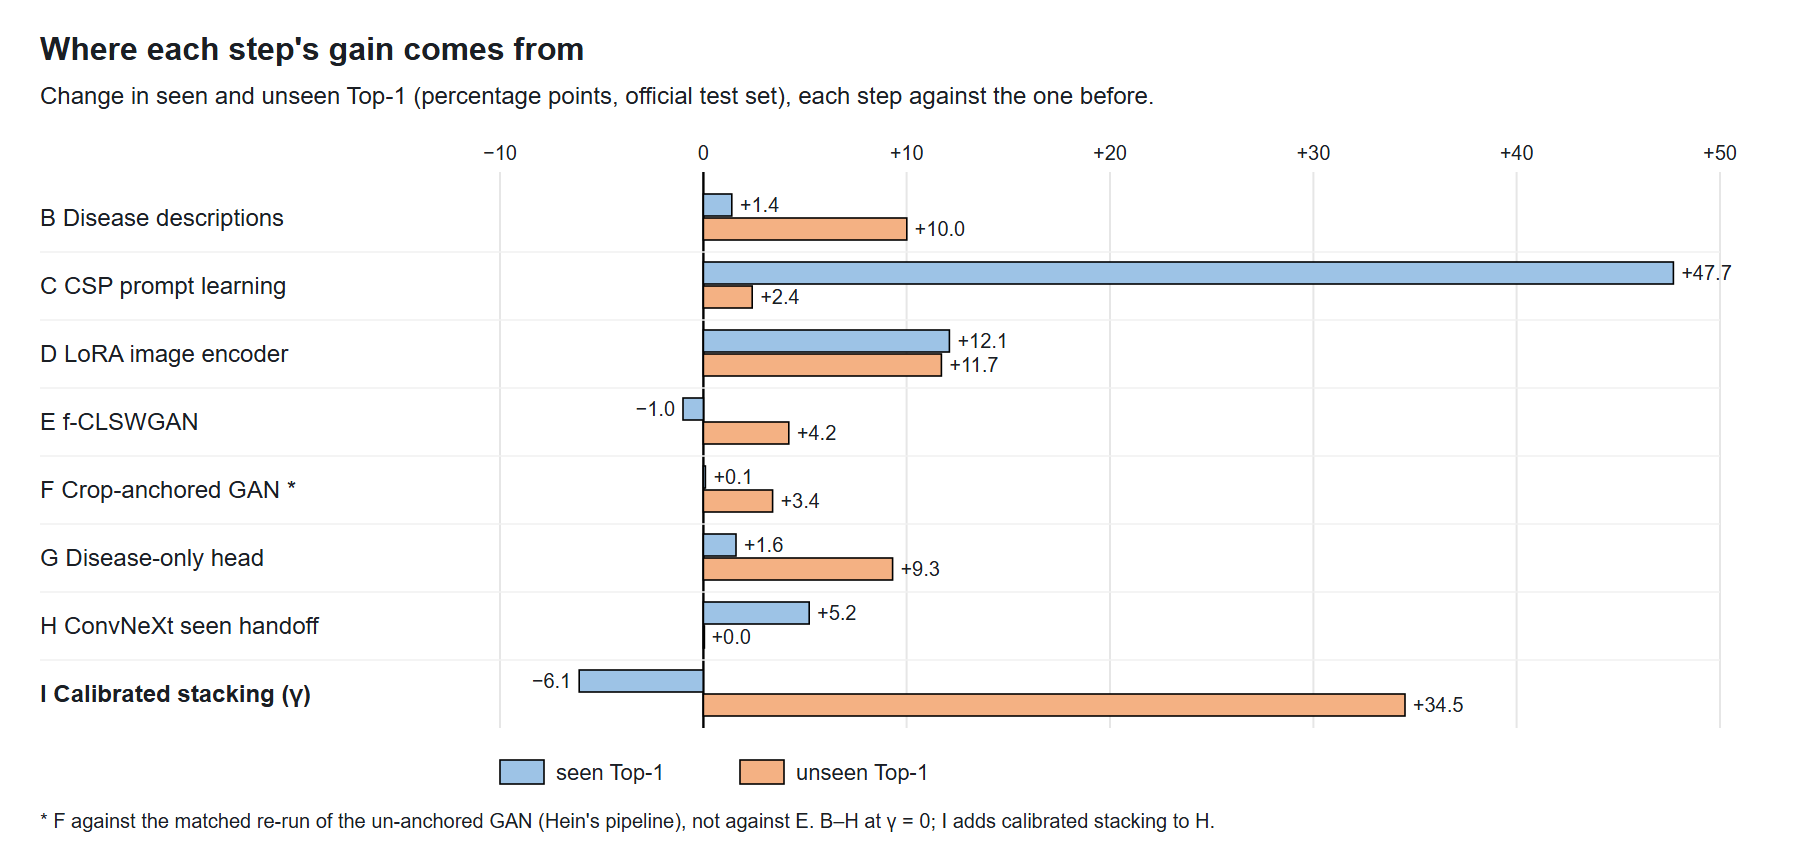 Where each step's gain comes from
Change in seen and unseen Top-1 (percentage points, official test set), each step against the one before.
−10 0 +10 +20 +30 +40 +50
B Disease descriptions +1.4
+10.0
C CSP prompt learning +47.7
+2.4
D LoRA image encoder +12.1
+11.7
E f-CLSWGAN −1.0
+4.2
F Crop-anchored GAN * +0.1
+3.4
G Disease-only head +1.6
+9.3
H ConvNeXt seen handoff +5.2
+0.0
I Calibrated stacking (γ) −6.1
+34.5
seen Top-1 unseen Top-1
* F against the matched re-run of the un-anchored GAN (Hein's pipeline), not against E. B–H at γ = 0; I adds calibrated stacking to H.